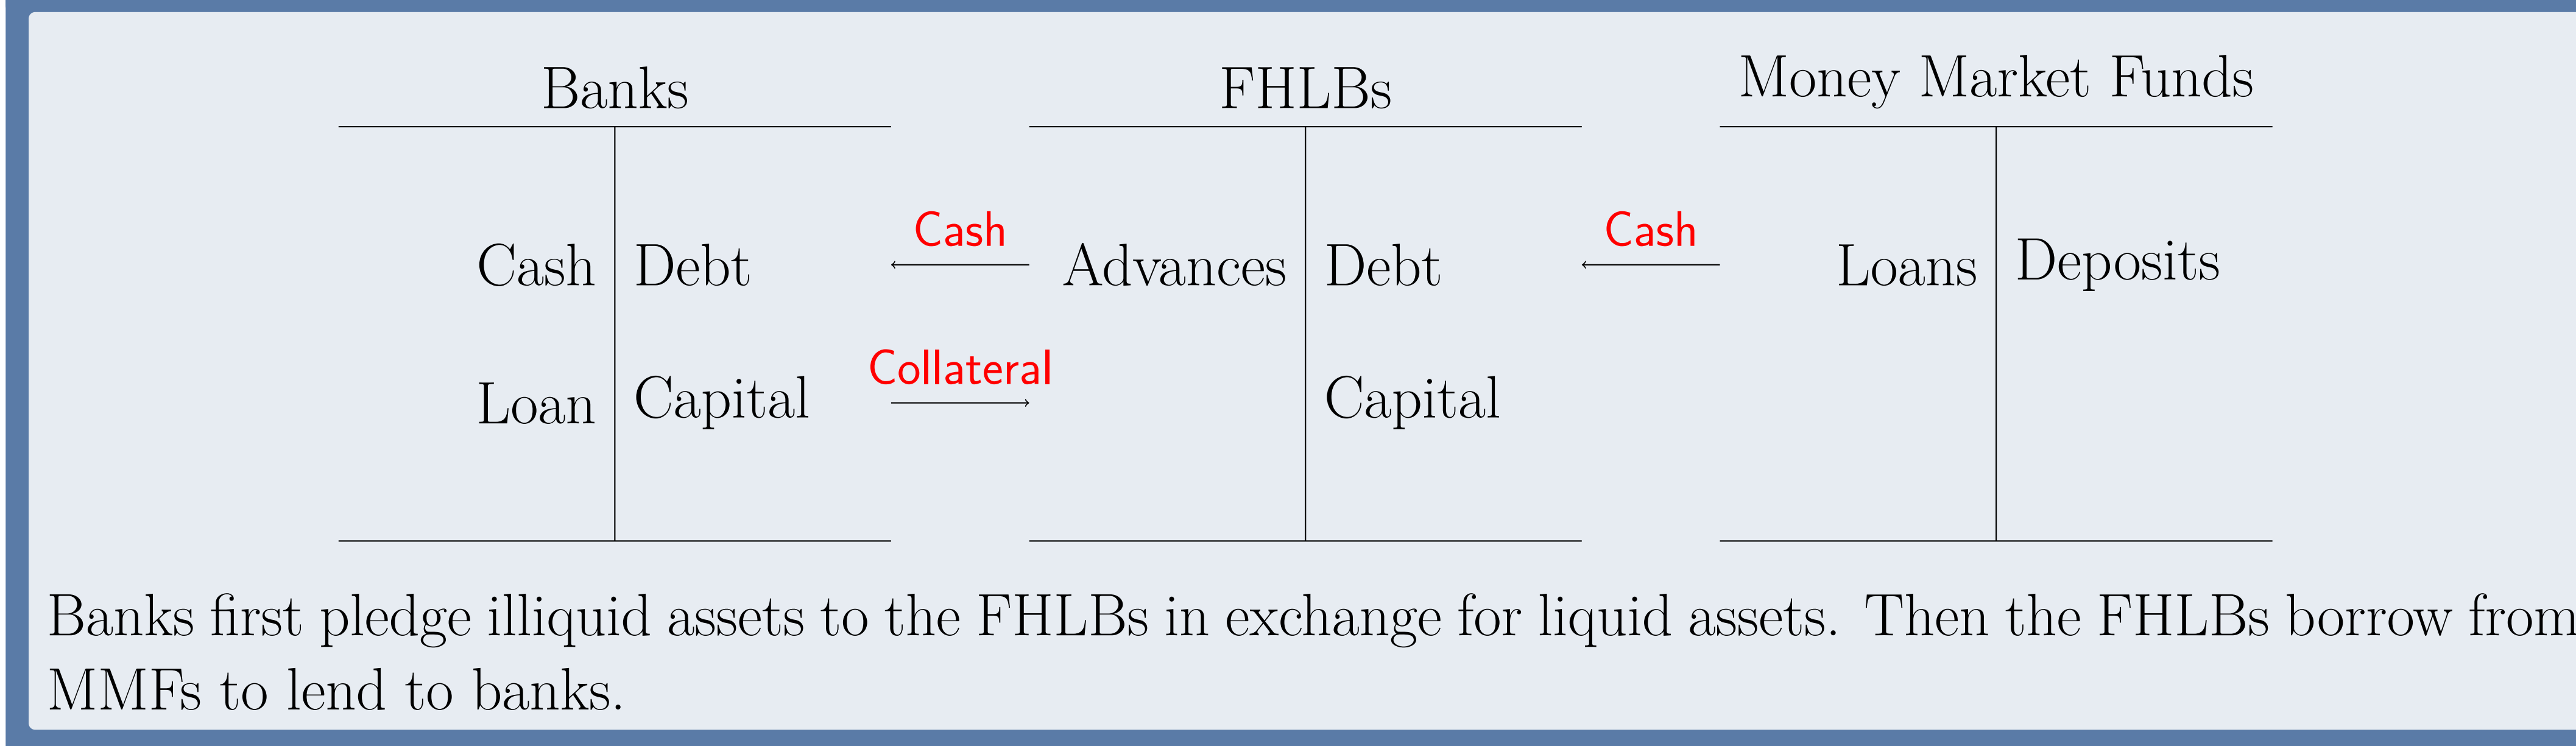 Banks FHLBs Money Market Funds
Cash Debt Cash Advances Debt Cash Loans Deposits
Loan Capital Collateral Capital
Banks first pledge illiquid assets to the FHLBs in exchange for liquid assets. Then the FHLBs borrow from
MMFs to lend to banks.